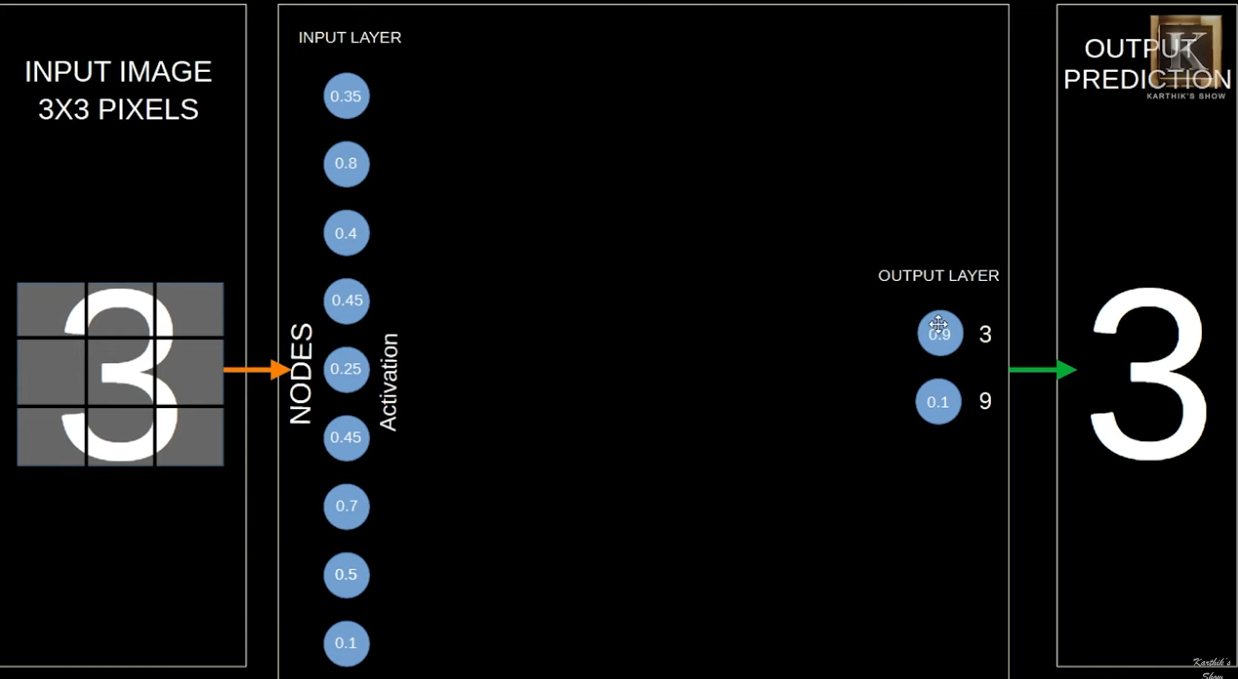 INPUT IMAGE
3X3 PIXELS
3
INPUT LAYER
0.35
0.8
0.4
0.45
0.25
0.45
0.7
0.5
0.1
NODES
Activation
OUTPUT LAYER
0.9 3
0.1 9
OUTPUT
PREDICTION
K
KARTHIK'S SHOW
3
Karthik's
Show